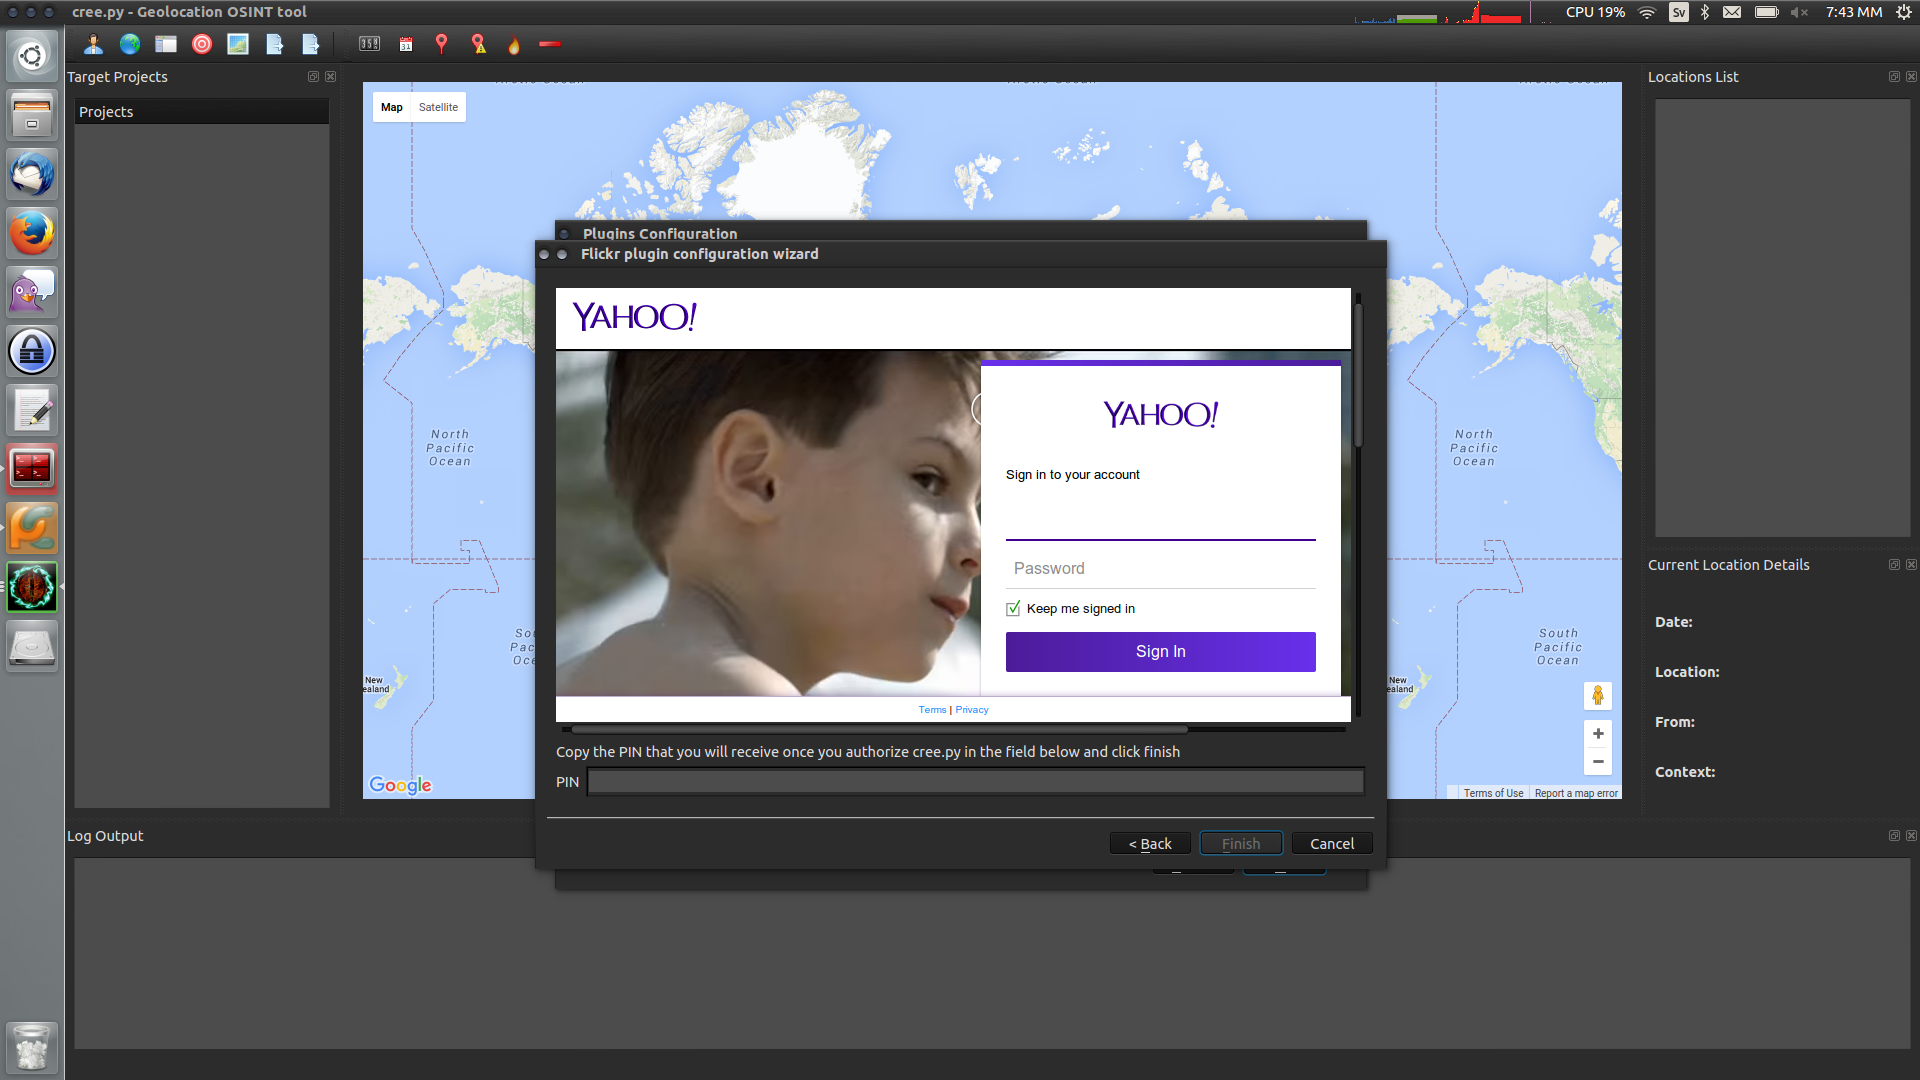 cree.py - Geolocation OSINT tool
CPU 19%
Sv
7:43 MM
Target Projects
Projects
Map
Satellite
Locations List
Plugins Configuration
Flickr plugin configuration wizard
YAHOO!
YAHOO!
Sign in to your account
Password
Keep me signed in
Sign In
Terms | Privacy
Copy the PIN that you will receive once you authorize cree.py in the field below and click finish
PIN
< Back
Finish
Cancel
North
Pacific
Ocean
North
Pacific
Ocean
South
Pacific
Ocean
New
ealand
New
ealand
Google
Terms of Use
Report a map error
Current Location Details
Date:
Location:
From:
Context:
Log Output